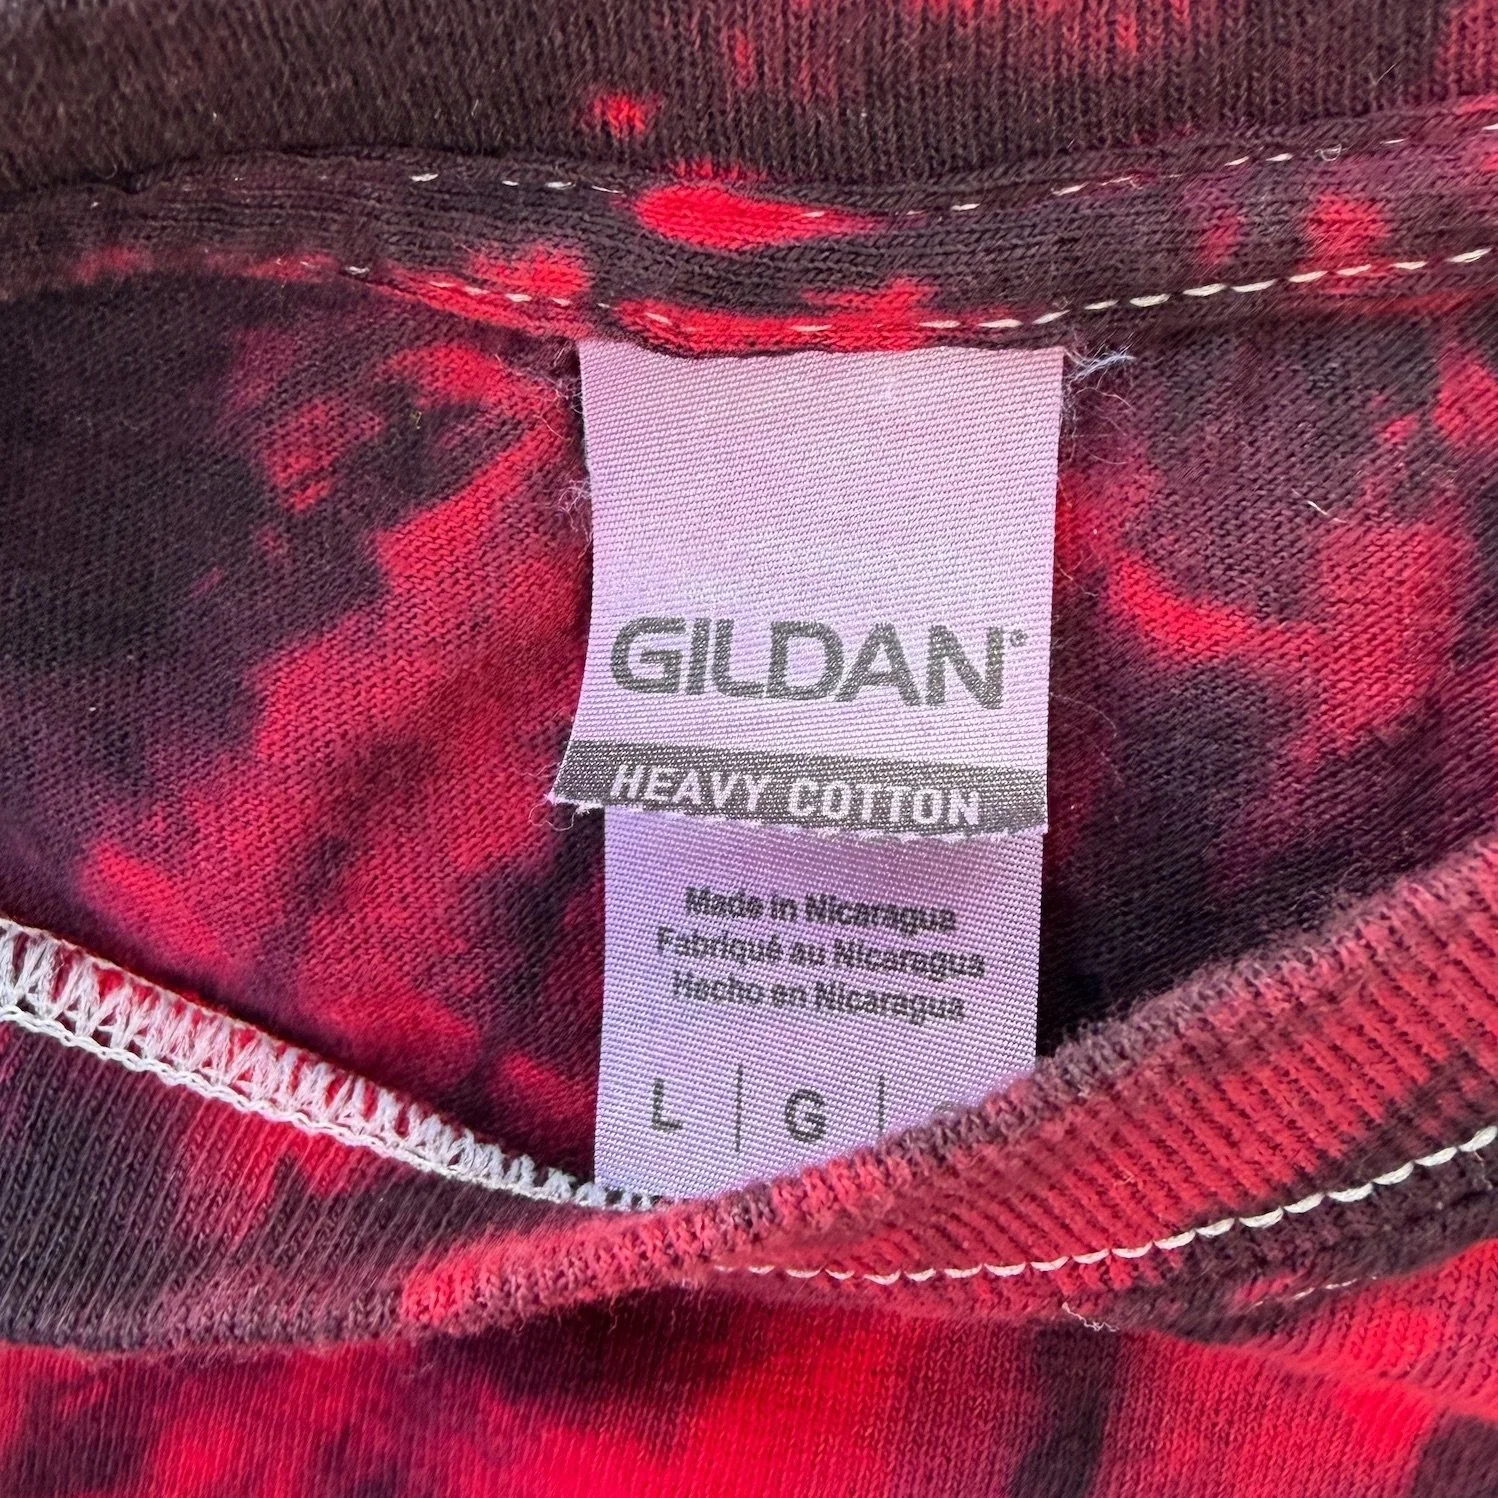 GILDAN®
HEAVY COTTON
Made in Nicaragua
Fabriqué au Nicaragua
Hecho en Nicaragua
L | G |